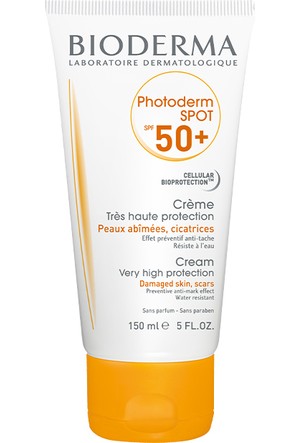 BIODERMA
LABORATOIRE DERMATOLOGIQUE
Photoderm
SPOT
SPF 50+
CELLULAR
BIOPROTECTION™
Crème
Très haute protection
Peaux abîmées, cicatrices
Effet préventif anti-tache
Résiste à l'eau
Cream
Very high protection
Damaged skin, scars
Preventive anti-mark effect
Water resistant
Sans parfum - Sans paraben
150 ml ℮ 5 FL.OZ.